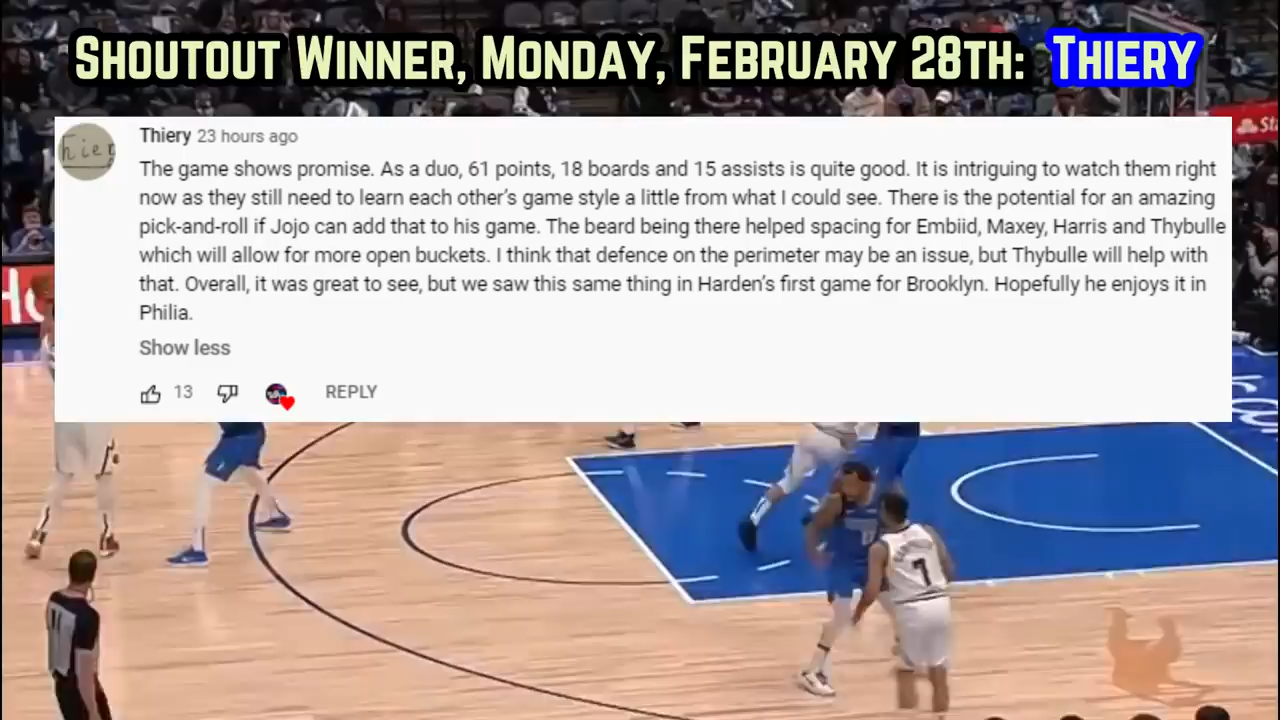 Shoutout Winner, Monday, February 28th: Thiery
Thiery 23 hours ago
The game shows promise. As a duo, 61 points, 18 boards and 15 assists is quite good. It is intriguing to watch them right
now as they still need to learn each other's game style a little from what I could see. There is the potential for an amazing
pick-and-roll if Jojo can add that to his game. The beard being there helped spacing for Embiid, Maxey, Harris and Thybulle
which will allow for more open buckets. I think that defence on the perimeter may be an issue, but Thybulle will help with
that. Overall, it was great to see, but we saw this same thing in Harden's first game for Brooklyn. Hopefully he enjoys it in
Philia.
Show less
13 REPLY
7